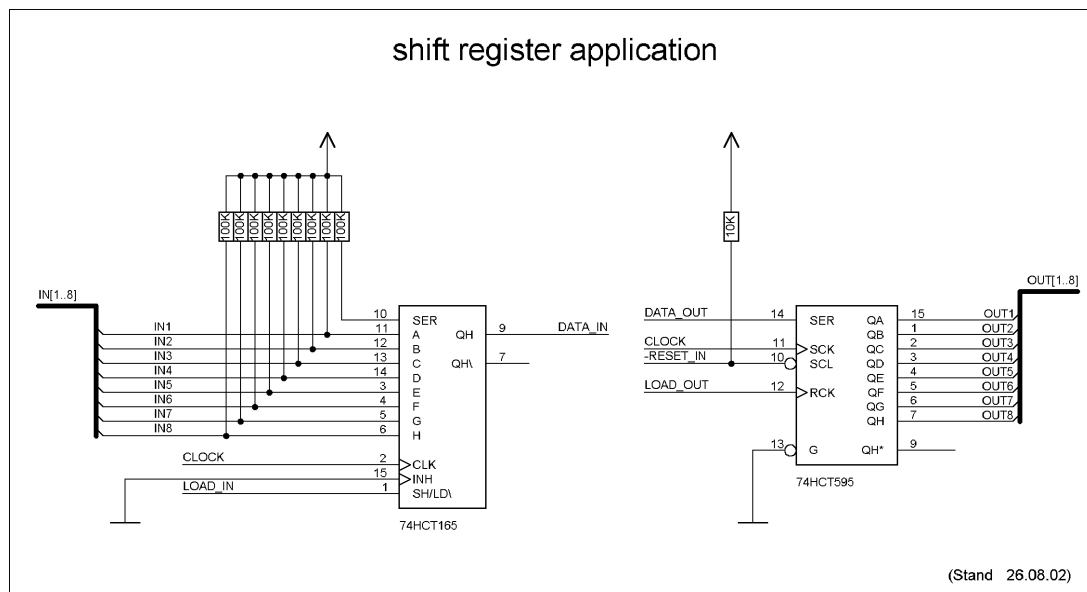 shift register application
100K 100K 100K 100K 100K 100K 100K 100K 100K
10K
IN[1..8]
OUT[1..8]
10 SER
IN1 11 A
IN2 12 B
IN3 13 C
IN4 14 D
IN5 3 E
IN6 4 F
IN7 5 G
IN8 6 H
CLOCK 2 CLK
15 INH
LOAD_IN 1 SH/LD\
QH 9 DATA_IN
QH\ 7
74HCT165
DATA_OUT 14 SER
CLOCK 11 SCK
-RESET_IN 10 SCL
LOAD_OUT 12 RCK
13 G
QA 15 OUT1
QB 1 OUT2
QC 2 OUT3
QD 3 OUT4
QE 4 OUT5
QF 5 OUT6
QG 6 OUT7
QH 7 OUT8
QH* 9
74HCT595
(Stand 26.08.02)